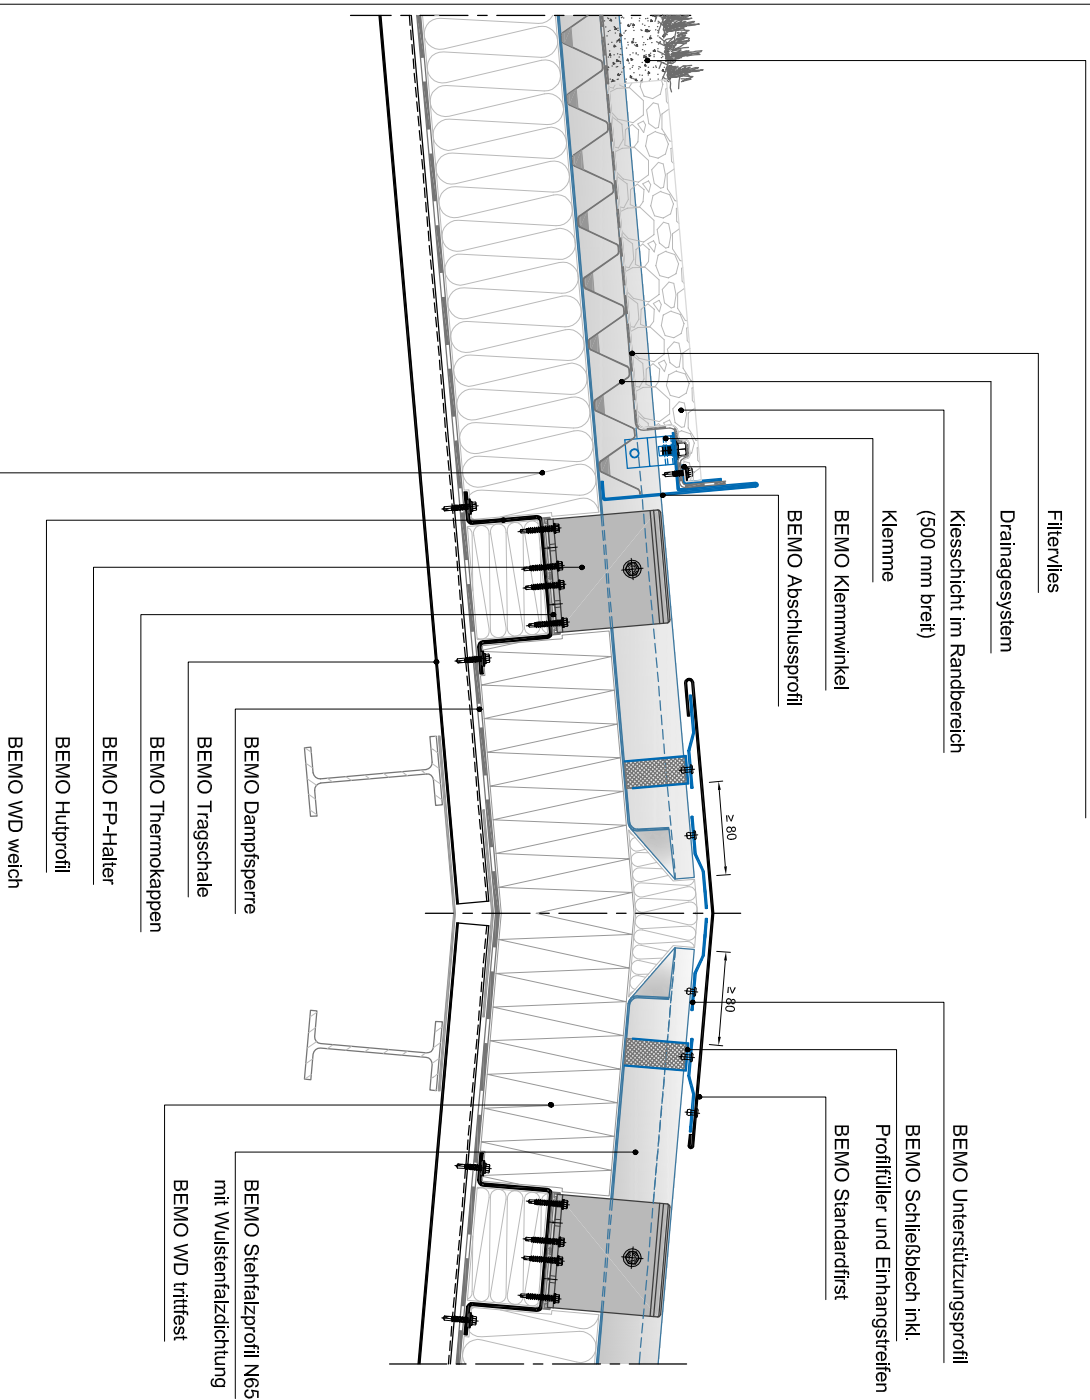 Filtervlies
Drainagesystem
Kiesschicht im Randbereich
(500 mm breit)
Klemme
BEMO Klemmwinkel
BEMO Abschlussprofil
BEMO Unterstützungsprofil
BEMO Schließblech inkl.
Profilfüller und Einhangstreifen
BEMO Standardfirst
≥ 80
≥ 80
BEMO Dampfsperre
BEMO Tragschale
BEMO Thermokappen
BEMO FP-Halter
BEMO Hutprofil
BEMO WD weich
BEMO Stehfalzprofil N65
mit Wulstenfalzdichtung
BEMO WD trittfest